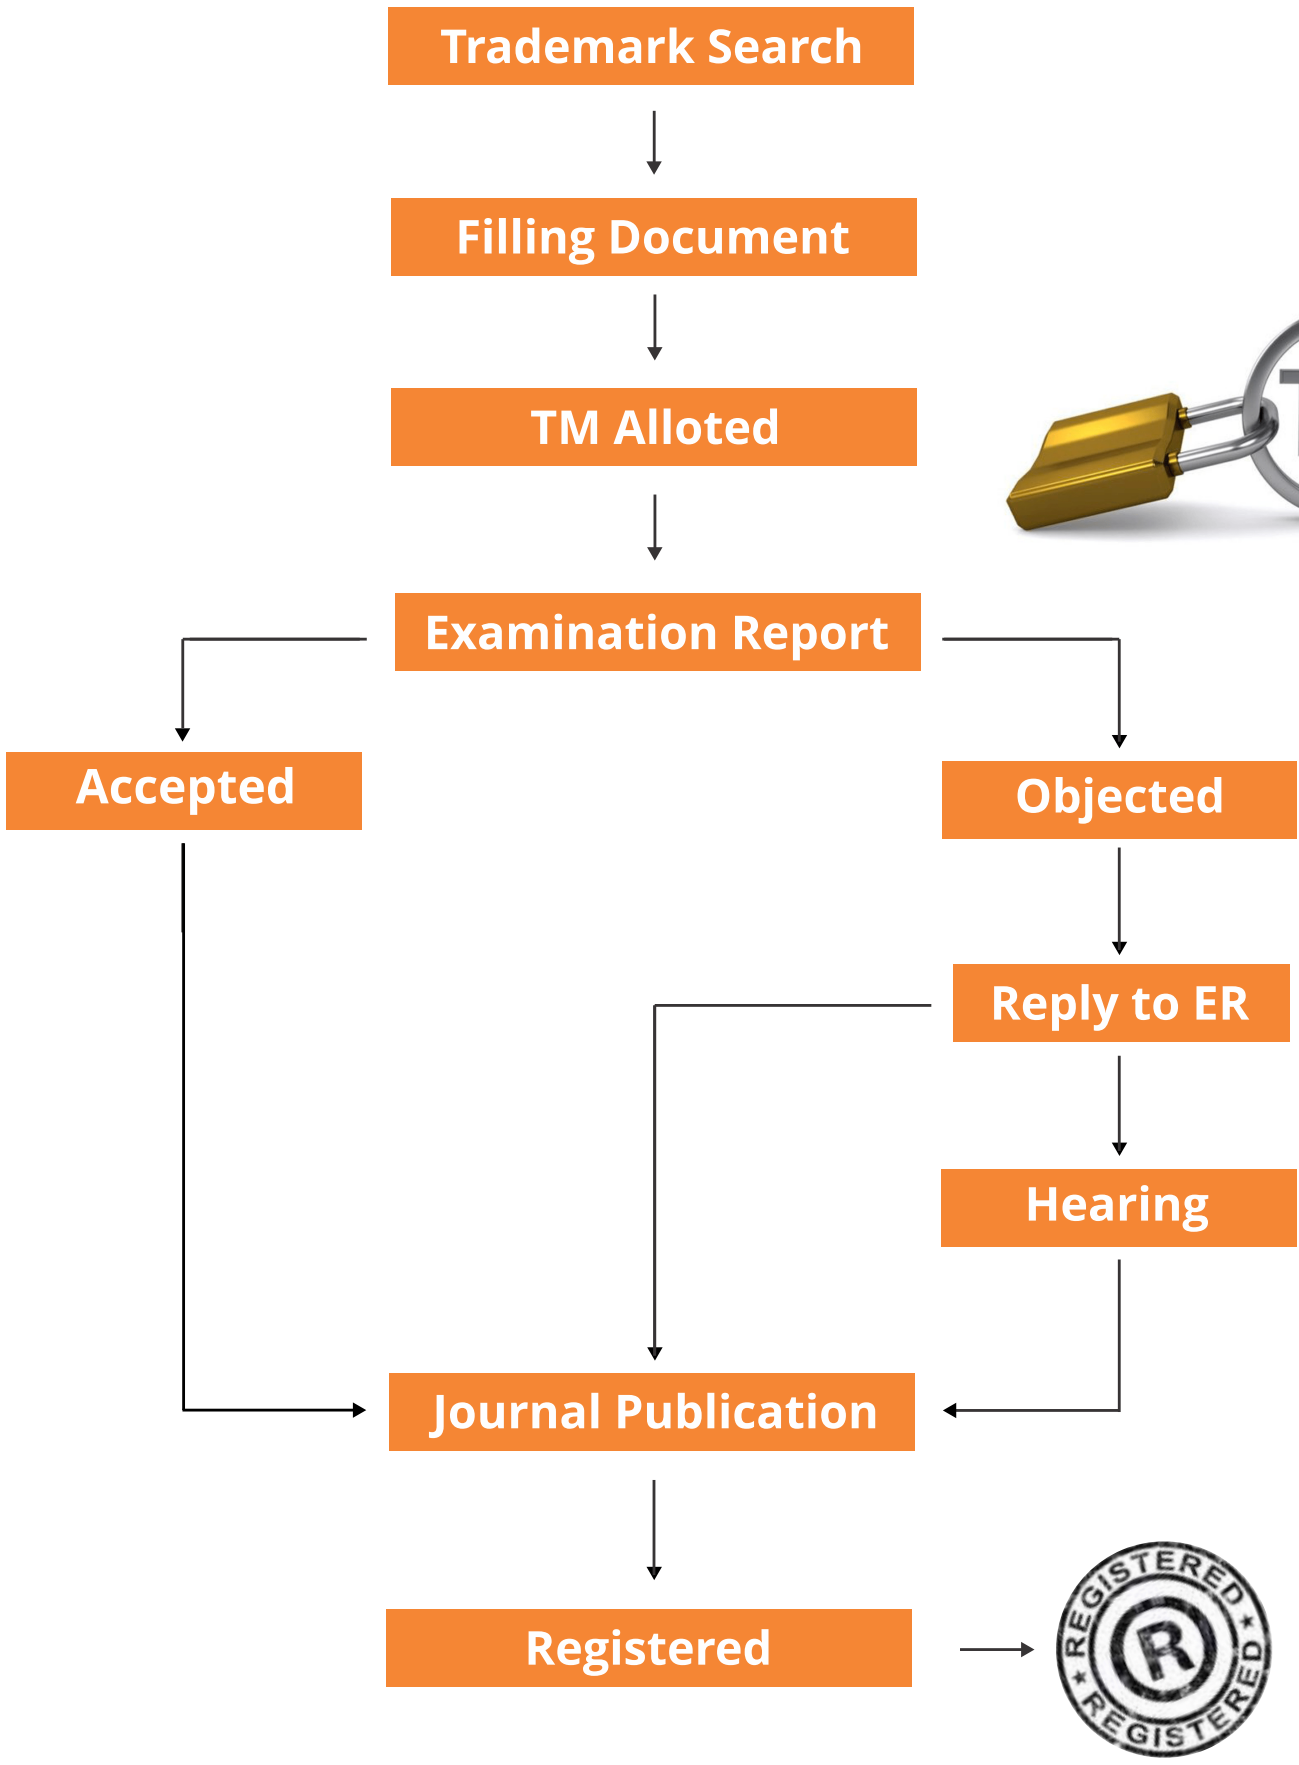 Trademark Search
Filling Document
TM Alloted
Examination Report
Accepted
Objected
Reply to ER
Hearing
Journal Publication
Registered
REGISTERED
R
REGISTERED